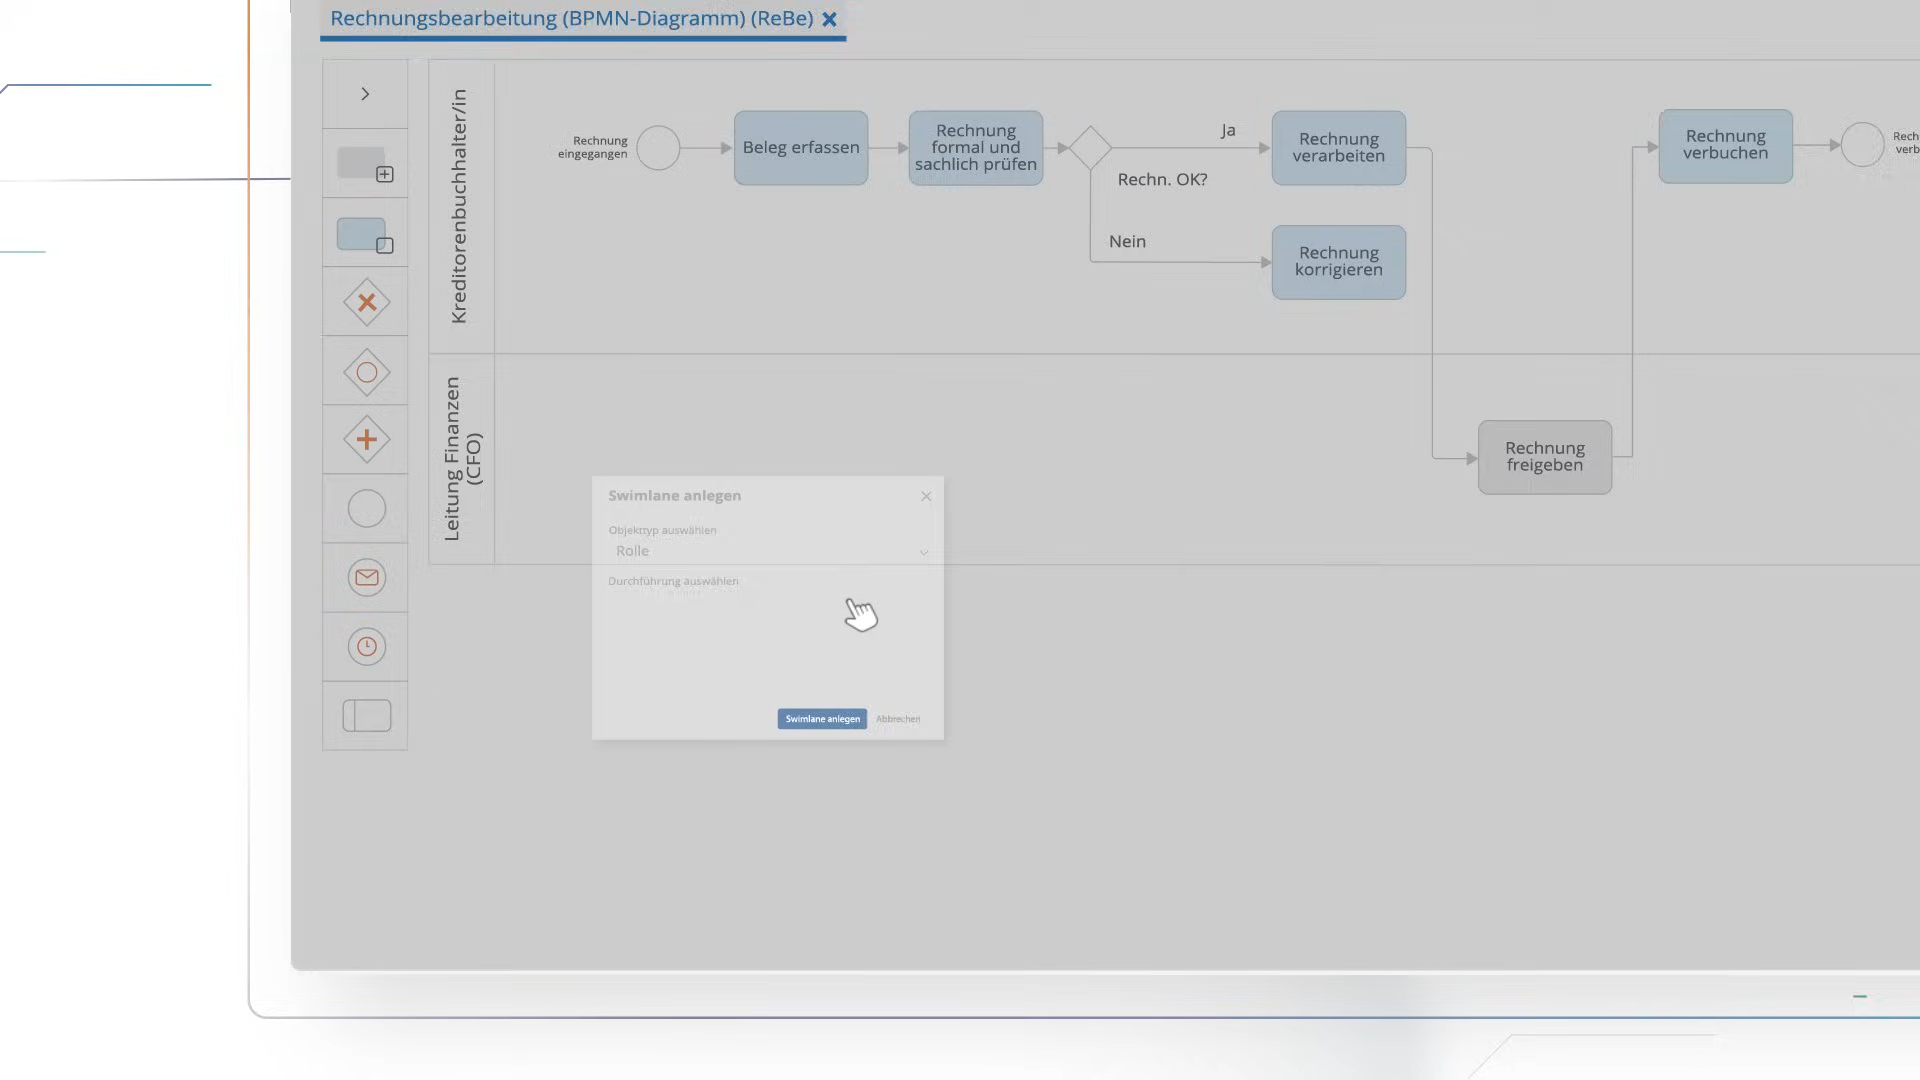 Rechnungsbearbeitung (BPMN-Diagramm) (ReBe)
Kreditorenbuchhalter/in
Rechnung
eingegangen
Beleg erfassen
Rechnung
formal und
sachlich prüfen
Ja
Rechn. OK?
Nein
Rechnung
verarbeiten
Rechnung
korrigieren
Rechnung
verbuchen
Rech
verb
Leitung Finanzen
(CFO)
Rechnung
freigeben
Swimlane anlegen
Objekttyp auswählen
Rolle
Durchführung auswählen
Swimlane anlegen
Abbrechen